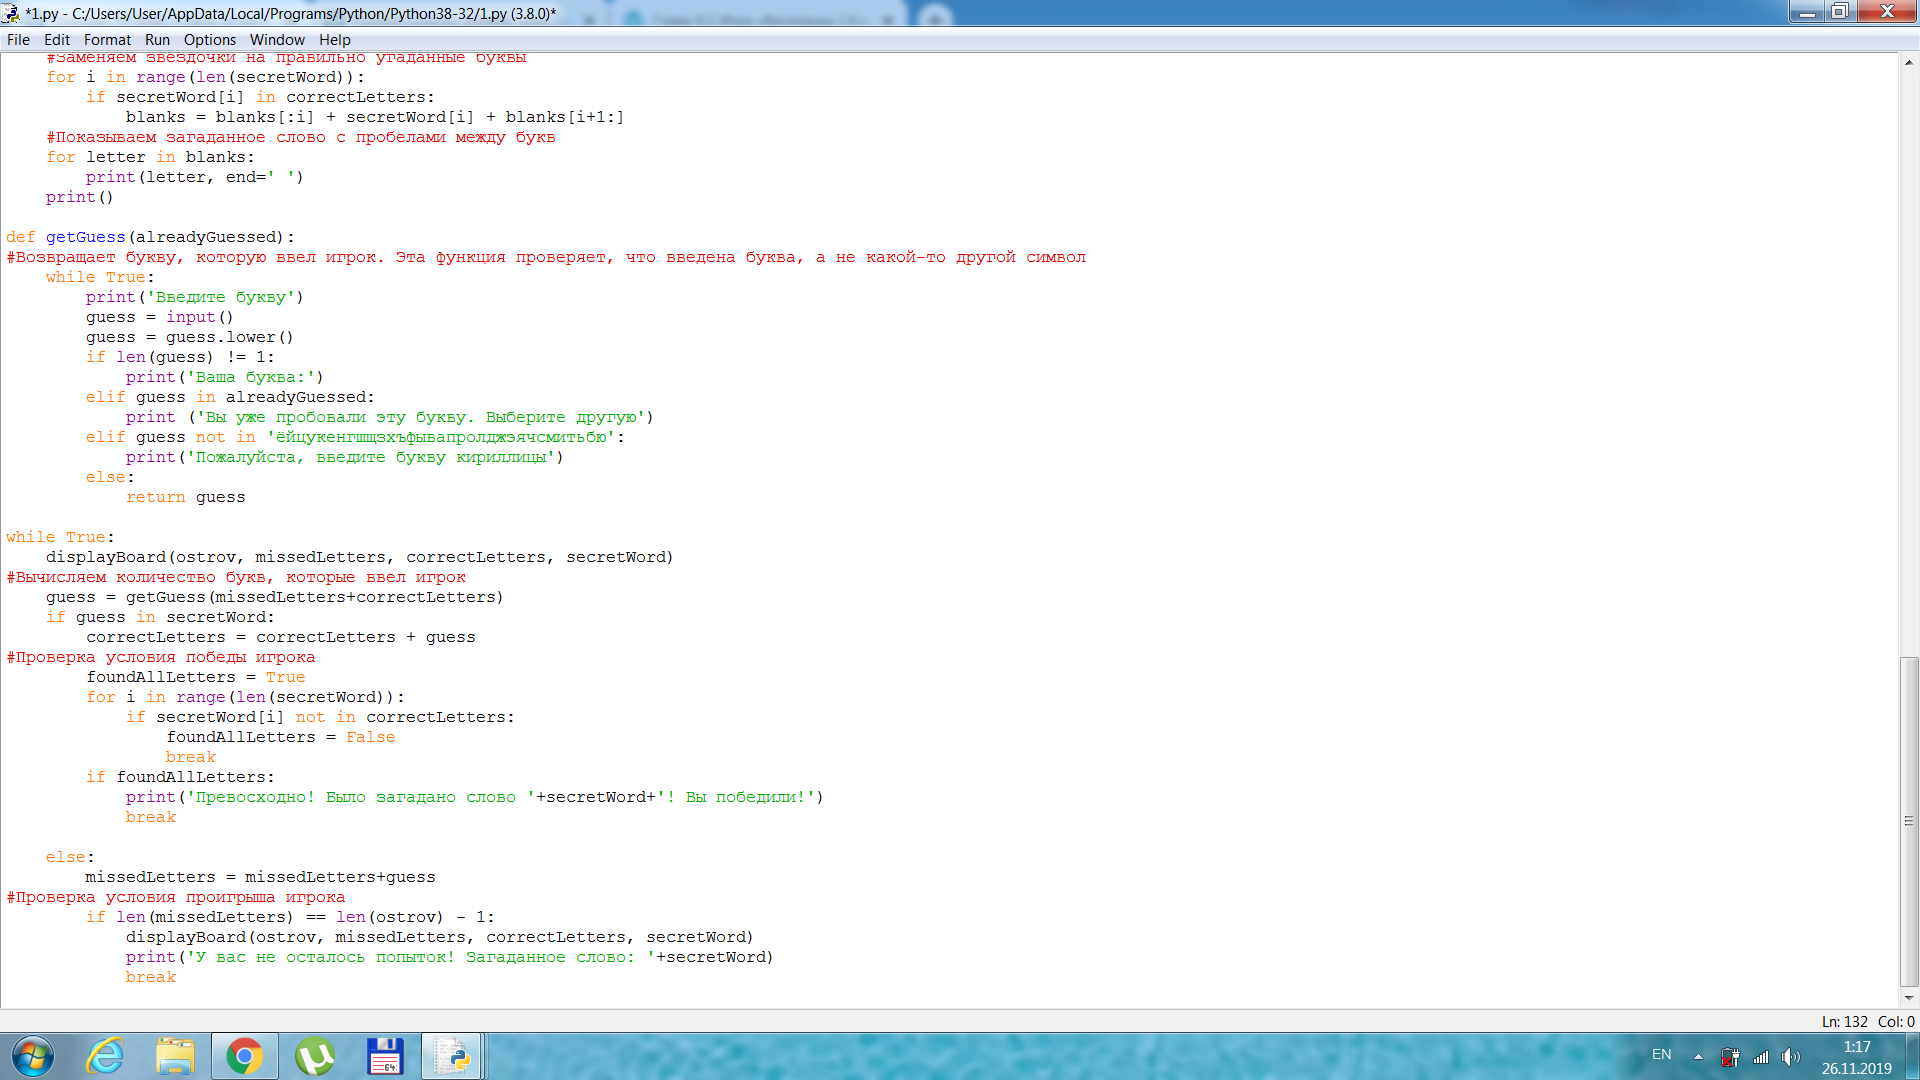 *1.py - C:/Users/User/AppData/Local/Programs/Python/Python38-32/1.py (3.8.0)*
File Edit Format Run Options Window Help
#Заменяем звездочки на правильно угаданные буквы
for i in range(len(secretWord)):
if secretWord[i] in correctLetters:
blanks = blanks[:i] + secretWord[i] + blanks[i+1:]
#Показываем загаданное слово с пробелами между букв
for letter in blanks:
print(letter, end=' ')
print()
def getGuess(alreadyGuessed):
#Возвращает букву, которую ввел игрок. Эта функция проверяет, что введена буква, а не какой-то другой символ
while True:
print('Введите букву')
guess = input()
guess = guess.lower()
if len(guess) != 1:
print('Ваша буква:')
elif guess in alreadyGuessed:
print ('Вы уже пробовали эту букву. Выберите другую')
elif guess not in 'ёйцукенгшщзхъфывапролджэячсмитьбю':
print('Пожалуйста, введите букву кириллицы')
else:
return guess
while True:
displayBoard(ostrov, missedLetters, correctLetters, secretWord)
#Вычисляем количество букв, которые ввел игрок
guess = getGuess(missedLetters+correctLetters)
if guess in secretWord:
correctLetters = correctLetters + guess
#Проверка условия победы игрока
foundAllLetters = True
for i in range(len(secretWord)):
if secretWord[i] not in correctLetters:
foundAllLetters = False
break
if foundAllLetters:
print('Превосходно! Было загадано слово '+secretWord+'! Вы победили!')
break
else:
missedLetters = missedLetters+guess
#Проверка условия проигрыша игрока
if len(missedLetters) == len(ostrov) - 1:
displayBoard(ostrov, missedLetters, correctLetters, secretWord)
print('У вас не осталось попыток! Загаданное слово: '+secretWord)
break
Ln: 132 Col: 0
64
EN
1:17
26.11.2019